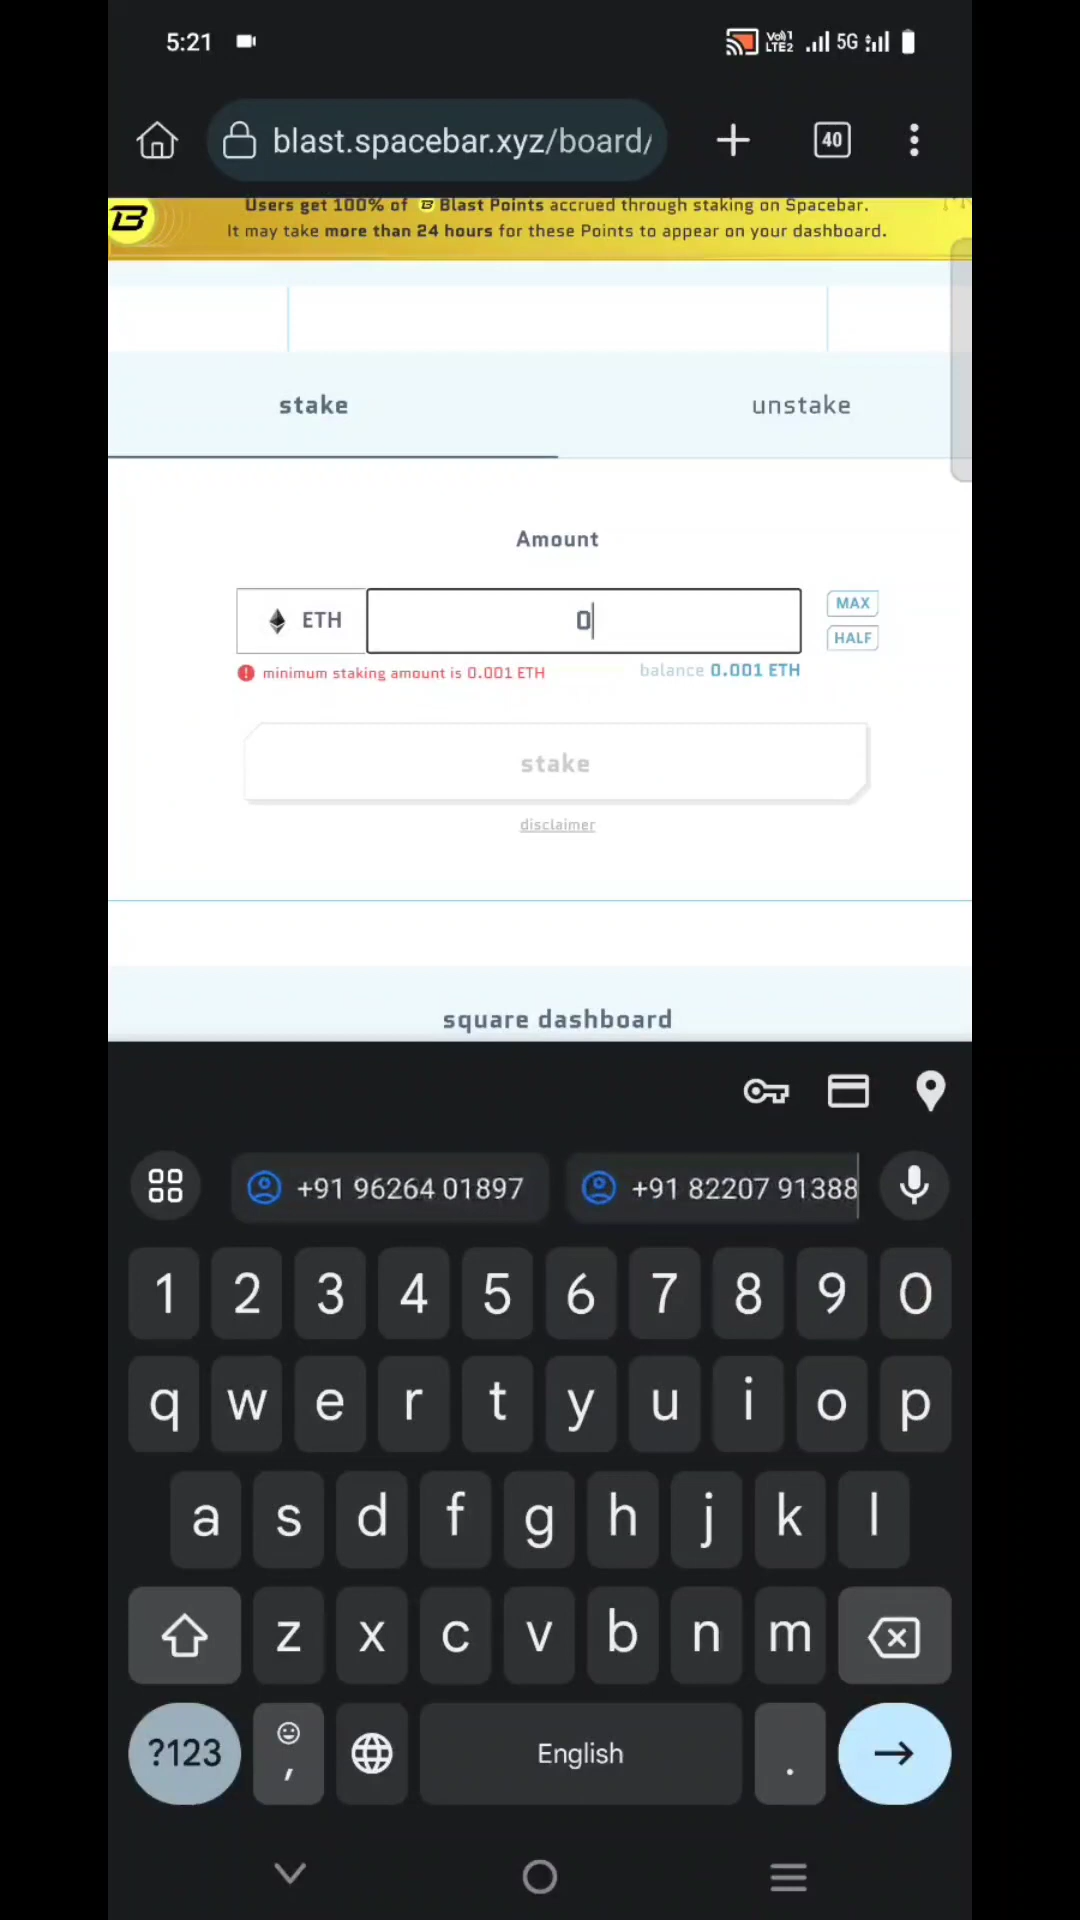 5:21
Vo)) 1
LTE2
5G
blast.spacebar.xyz/board/
40
Users get 100% of B Blast Points accrued through staking on Spacebar.
It may take more than 24 hours for these Points to appear on your dashboard.
stake
unstake
Amount
ETH
0
MAX
HALF
minimum staking amount is 0.001 ETH
balance 0.001 ETH
stake
disclaimer
square dashboard
+91 96264 01897
+91 82207 91388
1 2 3 4 5 6 7 8 9 0
q w e r t y u i o p
a s d f g h j k l
z x c v b n m
?123 , English .